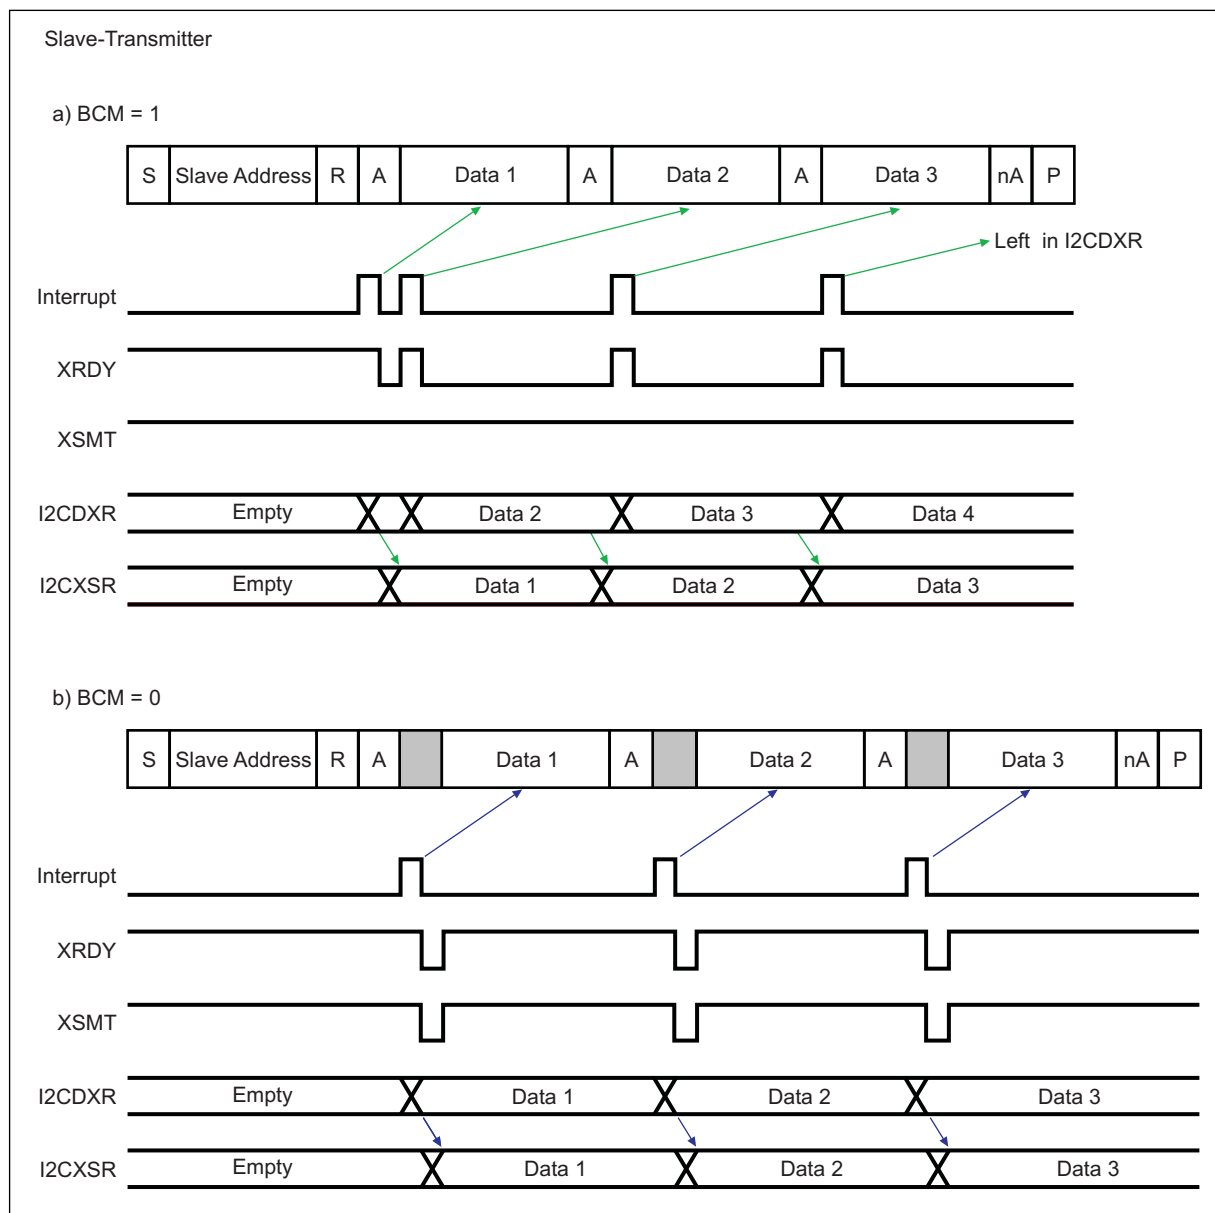 Slave-Transmitter
a) BCM = 1
S Slave Address R A Data 1 A Data 2 A Data 3 nA P
Left in I2CDXR
Interrupt
XRDY
XSMT
I2CDXR Empty Data 2 Data 3 Data 4
I2CXSR Empty Data 1 Data 2 Data 3
b) BCM = 0
S Slave Address R A Data 1 A Data 2 A Data 3 nA P
Interrupt
XRDY
XSMT
I2CDXR Empty Data 1 Data 2 Data 3
I2CXSR Empty Data 1 Data 2 Data 3